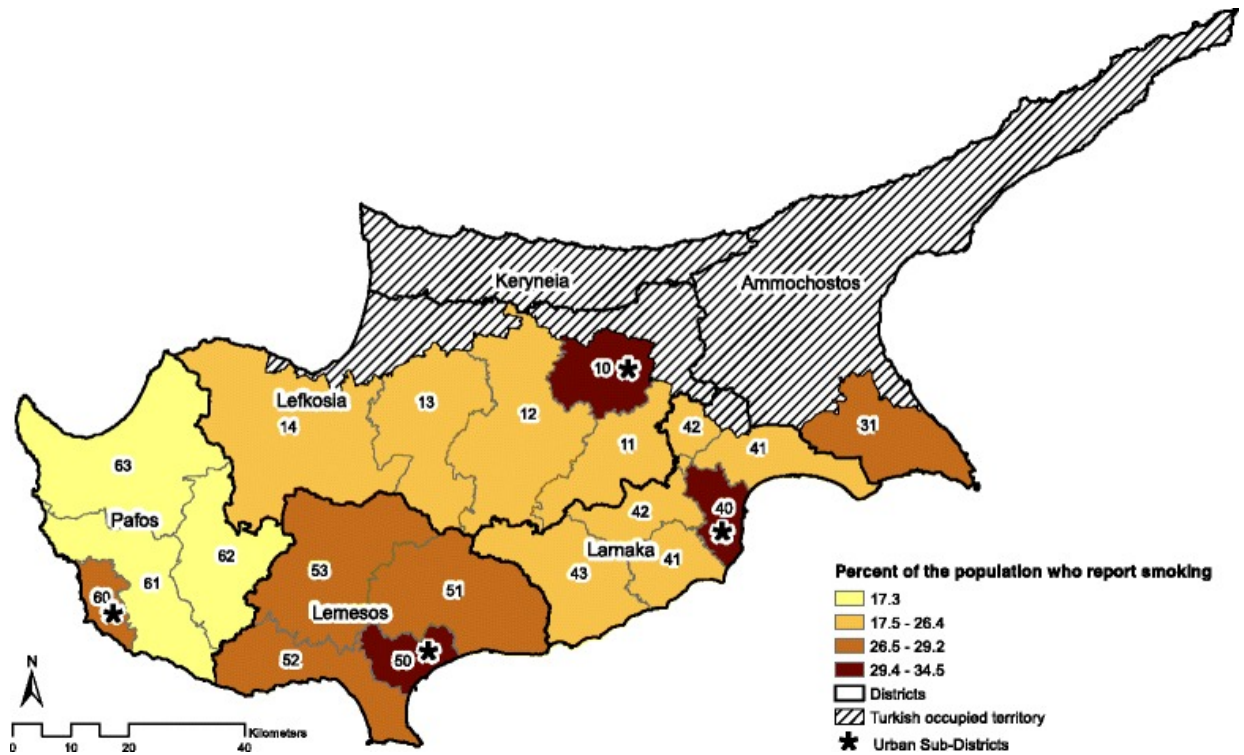 Keryneia
Ammochostos
10
Lefkosia
13
12
14
11
42
41
31
63
40
Pafos
42
62
53
Larnaka
43
41
51
61
60
Lemesos
52
50
Percent of the population who report smoking
17.3
17.5 - 26.4
26.5 - 29.2
29.4 - 34.5
Districts
Turkish occupied territory
Urban Sub-Districts
N
Kilometers
0 10 20 40